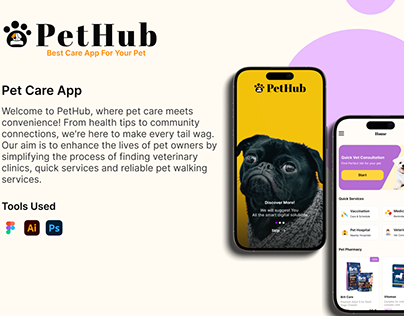 PetHub
Best Care App For Your Pet
Pet Care App
Welcome to PetHub, where pet care meets
convenience! From health tips to community
connections, we're here to make every tail wag.
Our aim is to enhance the lives of pet owners by
simplifying the process of finding veterinary
clinics, quick services and reliable pet walking
services.
Tools Used
Ai
Ps
PetHub
Discover More!
We will suggest You
All the smart digital solutions.
Skip
Quick Vet Consultation
Start
Quick Services
Vaccination
Pet Hospital
Pet Pharmacy
Brit Care